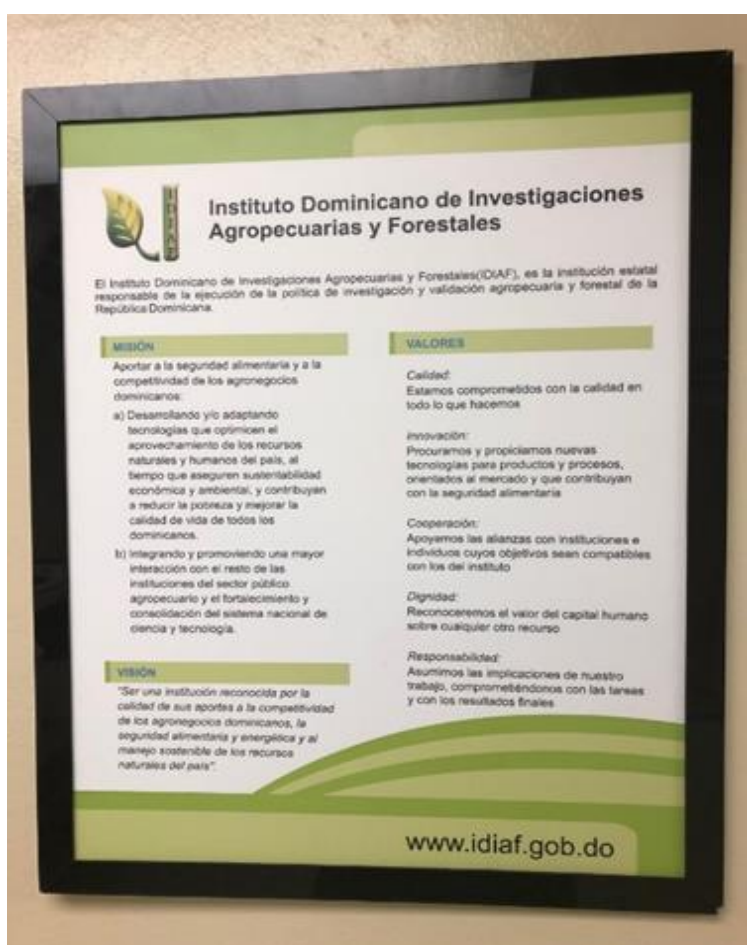 IDIAF
Instituto Dominicano de Investigaciones
Agropecuarias y Forestales
El Instituto Dominicano de Investigaciones Agropecuarias y Forestales(IDIAF), es la institución estatal
responsable de la ejecución de la política de investigación y validación agropecuaria y forestal de la
República Dominicana.
MISIÓN
Aportar a la seguridad alimentaria y a la
competitividad de los agronegocios
dominicanos:
a) Desarrollando y/o adaptando
tecnologías que optimicen el
aprovechamiento de los recursos
naturales y humanos del país, al
tiempo que aseguren sustentabilidad
económica y ambiental, y contribuyan
a reducir la pobreza y mejorar la
calidad de vida de todos los
dominicanos.
b) Integrando y promoviendo una mayor
interacción con el resto de las
instituciones del sector público
agropecuario y el fortalecimiento y
consolidación del sistema nacional de
ciencia y tecnología.
VISIÓN
"Ser una institución reconocida por la
calidad de sus aportes a la competitividad
de los agronegocios dominicanos, la
seguridad alimentaria y energética y al
manejo sostenible de los recursos
naturales del país".
VALORES
Calidad:
Estamos comprometidos con la calidad en
todo lo que hacemos
Innovación:
Procuramos y propiciamos nuevas
tecnologías para productos y procesos,
orientados al mercado y que contribuyan
con la seguridad alimentaria
Cooperación:
Apoyamos las alianzas con instituciones e
individuos cuyos objetivos sean compatibles
con los del instituto
Dignidad:
Reconoceremos el valor del capital humano
sobre cualquier otro recurso
Responsabilidad:
Asumimos las implicaciones de nuestro
trabajo, comprometiéndonos con las tareas
y con los resultados finales
www.idiaf.gob.do